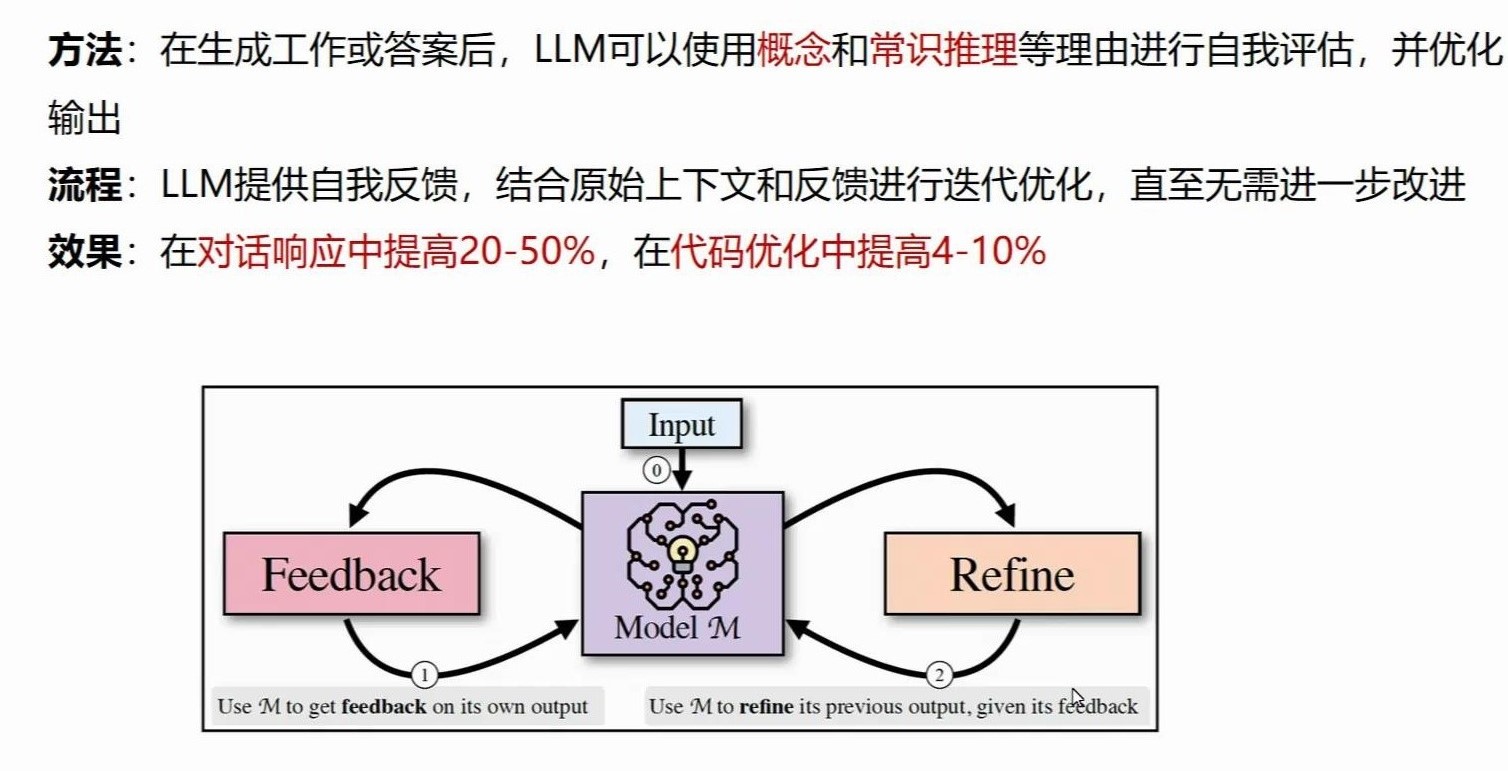 方法：在生成工作或答案后，LLM可以使用概念和常识推理等理由进行自我评估，并优化
输出
流程：LLM提供自我反馈，结合原始上下文和反馈进行迭代优化，直至无需进一步改进
效果：在对话响应中提高20-50%，在代码优化中提高4-10%
Input
0
Feedback
Model M
Refine
1
2
Use M to get feedback on its own output
Use M to refine its previous output, given its feedback